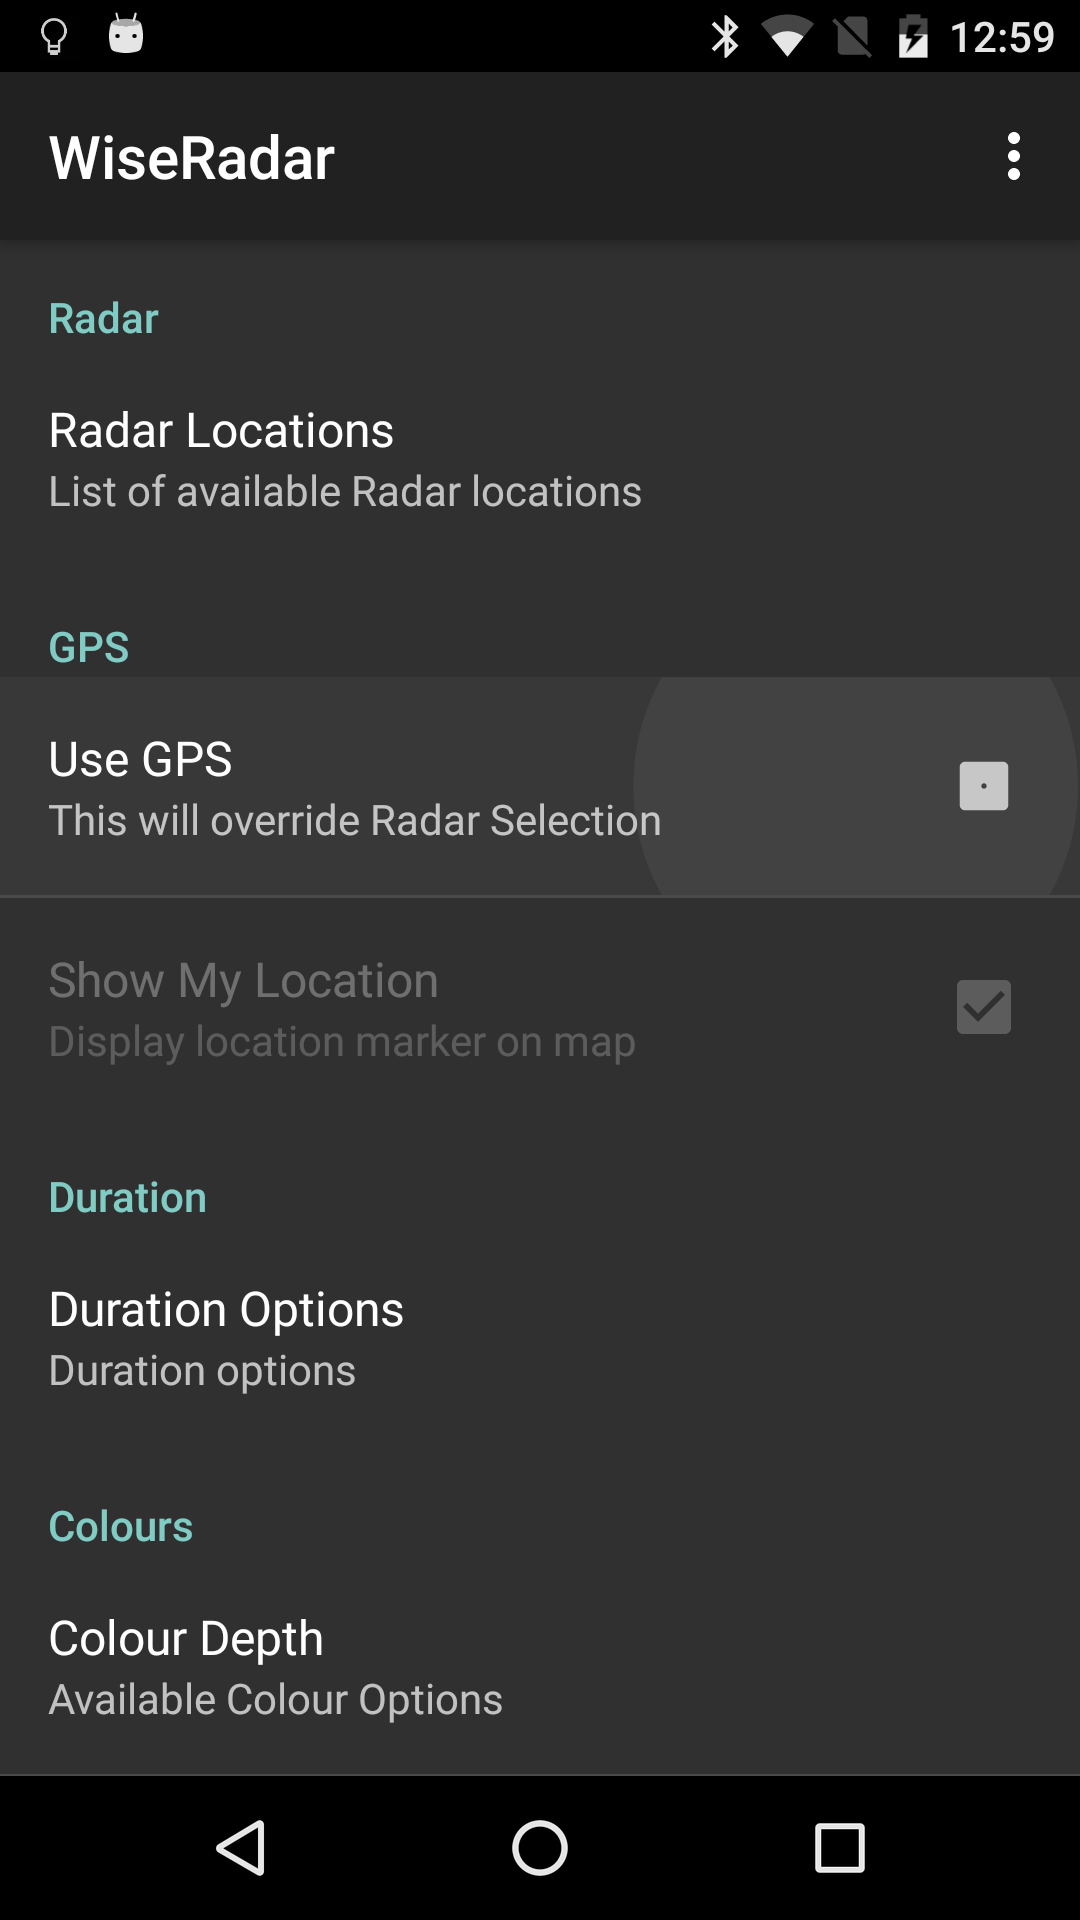 12:59
WiseRadar
Radar
Radar Locations
List of available Radar locations
GPS
Use GPS
This will override Radar Selection
Show My Location
Display location marker on map
Duration
Duration Options
Duration options
Colours
Colour Depth
Available Colour Options